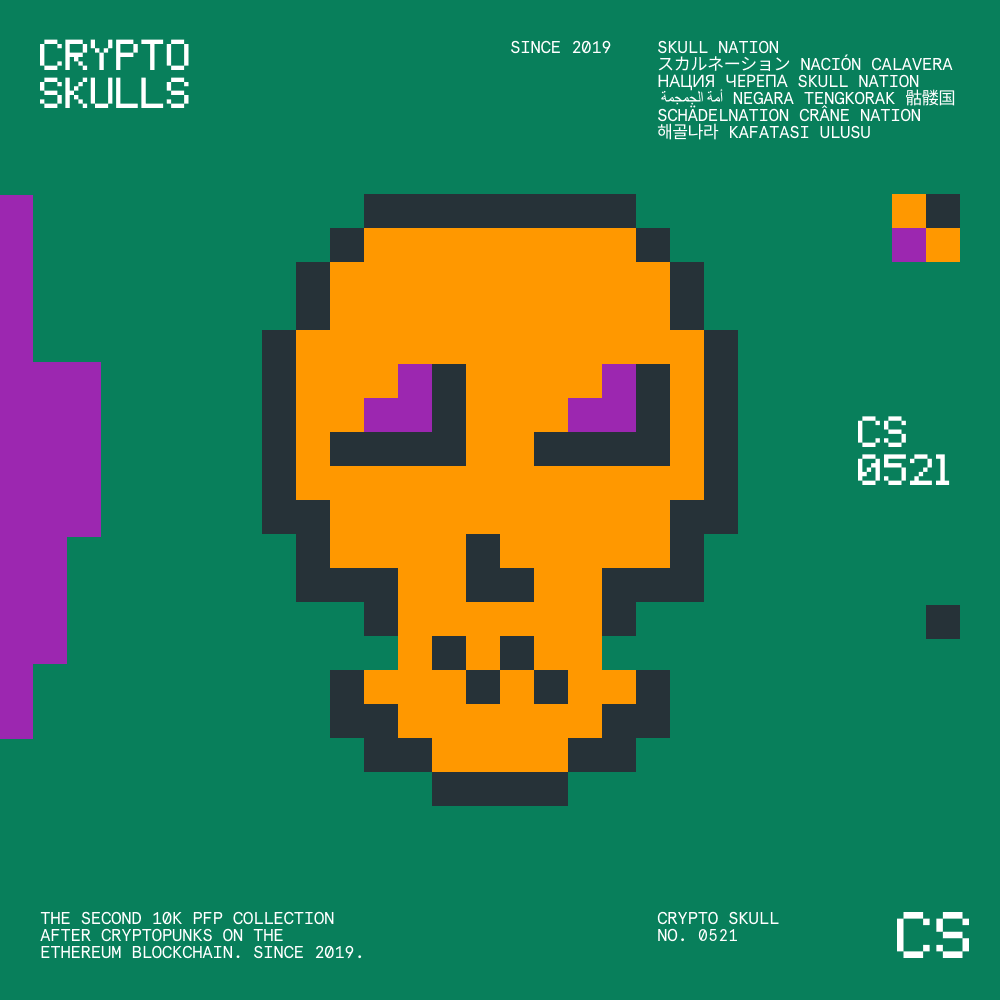 CRYPTO
SKULLS
SINCE 2019
SKULL NATION
スカルネーション NACIÓN CALAVERA
НАЦИЯ ЧЕРЕПА SKULL NATION
أمة الجمجمة NEGARA TENGKORAK 骷髅国
SCHÄDELNATION CRÂNE NATION
해골나라 KAFATASI ULUSU
CS
0521
THE SECOND 10K PFP COLLECTION
AFTER CRYPTOPUNKS ON THE
ETHEREUM BLOCKCHAIN. SINCE 2019.
CRYPTO SKULL
NO. 0521
CS